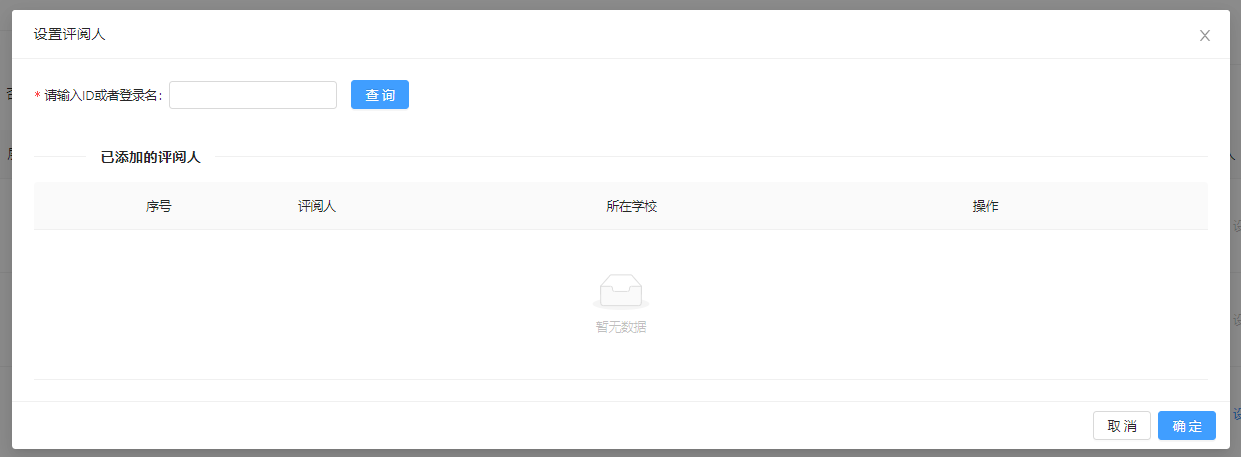 设置评阅人
* 请输入ID或者登录名:
查询
已添加的评阅人
序号 评阅人 所在学校 操作
暂无数据
取消 确定